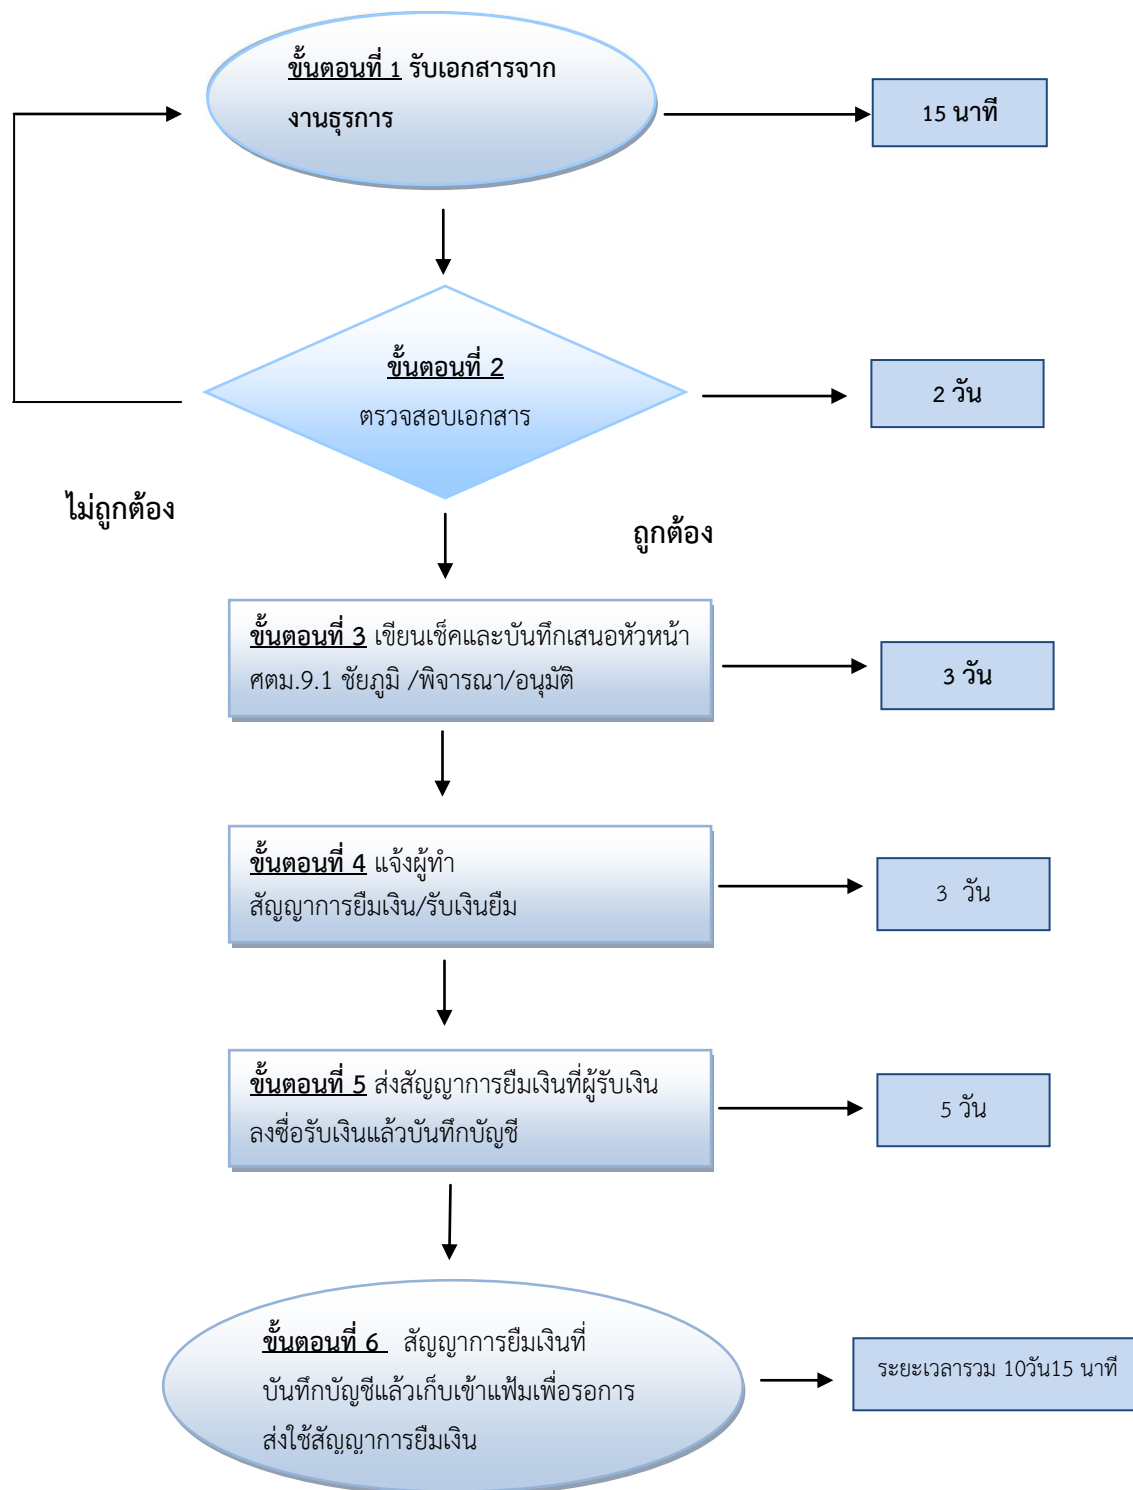 ขั้นตอนที่ 1 รับเอกสารจาก
งานธุรการ
15 นาที
ขั้นตอนที่ 2
ตรวจสอบเอกสาร
2 วัน
ไม่ถูกต้อง
ถูกต้อง
ขั้นตอนที่ 3 เขียนเช็คและบันทึกเสนอหัวหน้า
ศตม.9.1 ชัยภูมิ /พิจารณา/อนุมัติ
3 วัน
ขั้นตอนที่ 4 แจ้งผู้ทำ
สัญญาการยืมเงิน/รับเงินยืม
3 วัน
ขั้นตอนที่ 5 ส่งสัญญาการยืมเงินที่ผู้รับเงิน
ลงชื่อรับเงินแล้วบันทึกบัญชี
5 วัน
ขั้นตอนที่ 6 สัญญาการยืมเงินที่
บันทึกบัญชีแล้วเก็บเข้าแฟ้มเพื่อรอการ
ส่งใช้สัญญาการยืมเงิน
ระยะเวลารวม 10วัน15 นาที